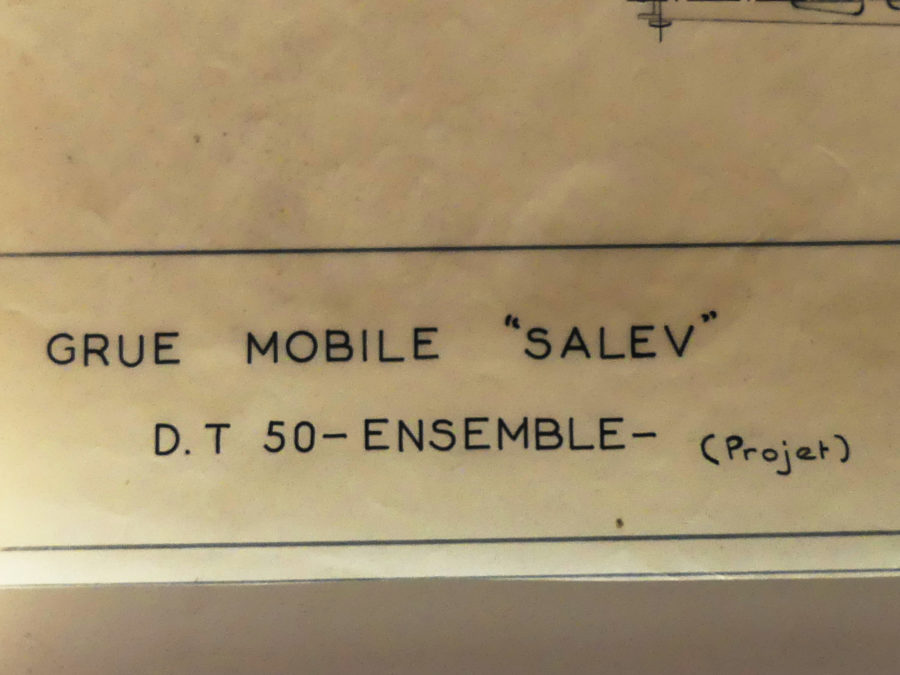 GRUE MOBILE “SALEV”
D.T 50-ENSEMBLE- (Projet)